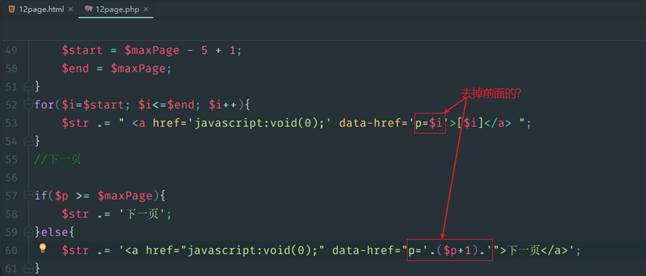 12page.html × 12page.php ×
49 $start = $maxPage - 5 + 1;
50 $end = $maxPage;
51 }
去掉前面的?
52 for($i=$start; $i<=$end; $i++){
53 $str .= " <a href='javascript:void(0);' data-href='p=$i'>[$i]</a> ";
54 }
55 //下一页
56
57 if($p >= $maxPage){
58 $str .= '下一页';
59 }else{
60 $str .= '<a href="javascript:void(0);" data-href="p='.($p+1).'">下一页</a>';
61 }